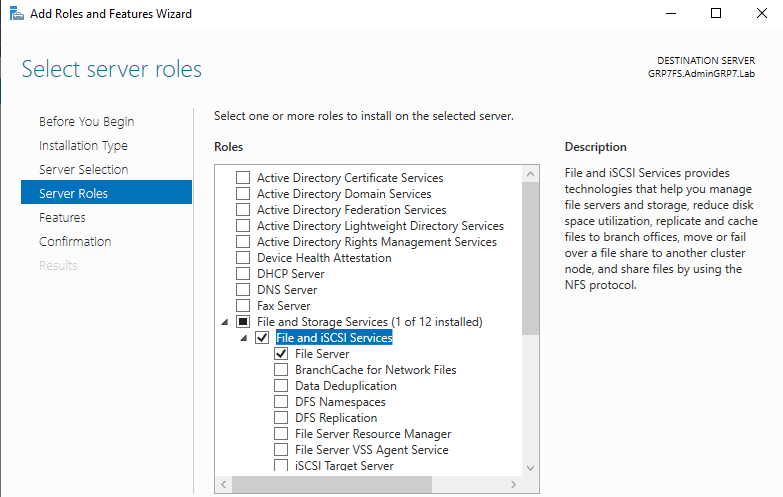 Add Roles and Features Wizard
Select server roles
DESTINATION SERVER
GRP7FS.AdminGRP7.Lab
Before You Begin
Installation Type
Server Selection
Server Roles
Features
Confirmation
Results
Select one or more roles to install on the selected server.
Roles
Active Directory Certificate Services
Active Directory Domain Services
Active Directory Federation Services
Active Directory Lightweight Directory Services
Active Directory Rights Management Services
Device Health Attestation
DHCP Server
DNS Server
Fax Server
File and Storage Services (1 of 12 installed)
File and iSCSI Services
File Server
BranchCache for Network Files
Data Deduplication
DFS Namespaces
DFS Replication
File Server Resource Manager
File Server VSS Agent Service
iSCSI Target Server
Description
File and iSCSI Services provides
technologies that help you manage
file servers and storage, reduce disk
space utilization, replicate and cache
files to branch offices, move or fail
over a file share to another cluster
node, and share files by using the
NFS protocol.